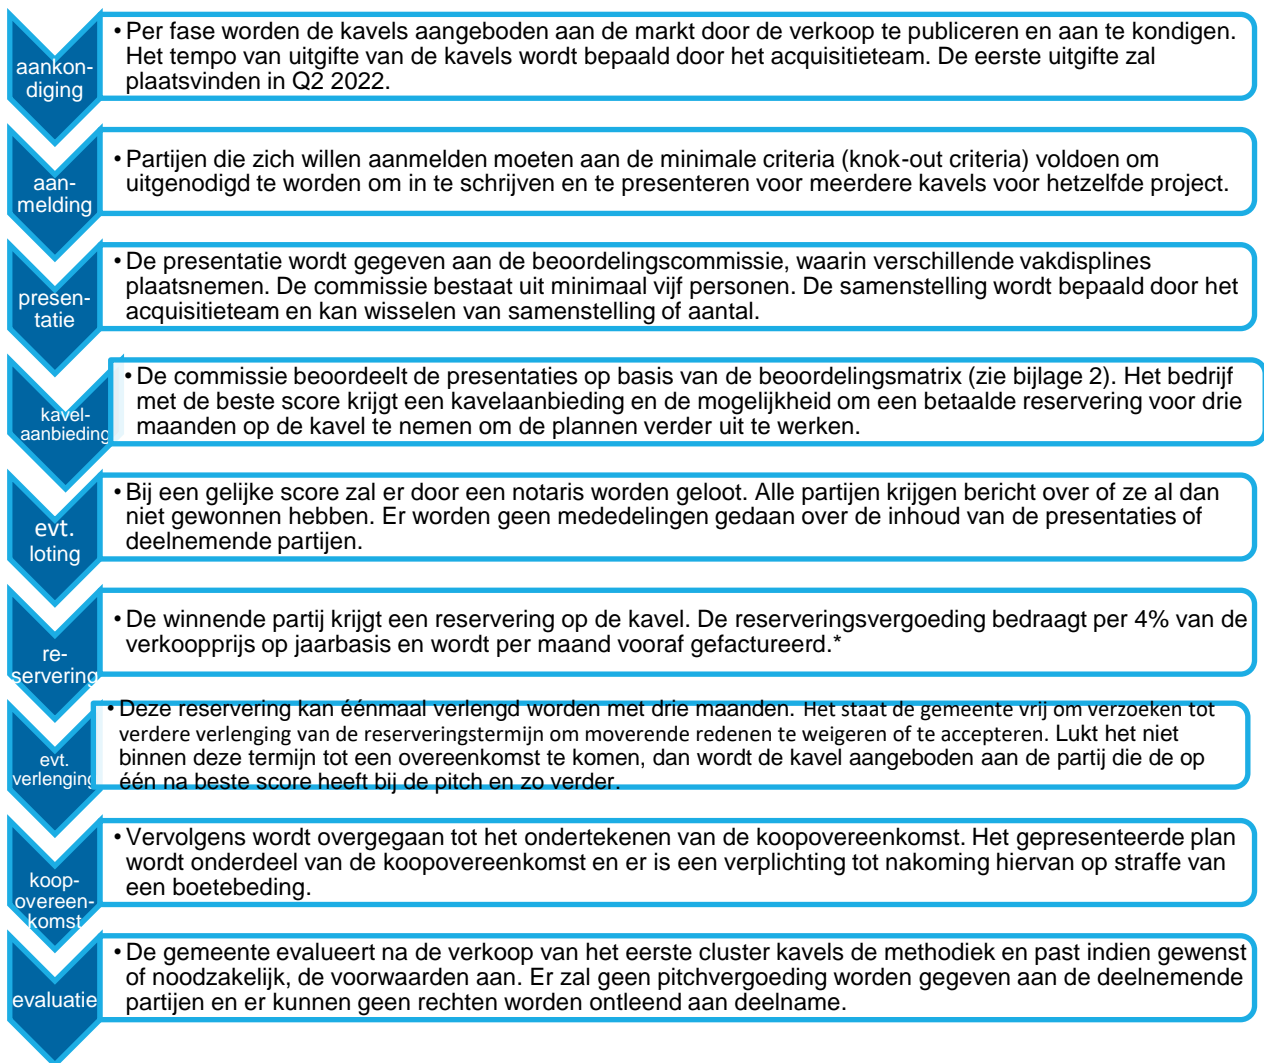 aankon-
diging
• Per fase worden de kavels aangeboden aan de markt door de verkoop te publiceren en aan te kondigen.
Het tempo van uitgifte van de kavels wordt bepaald door het acquisitieteam. De eerste uitgifte zal
plaatsvinden in Q2 2022.
aan-
melding
• Partijen die zich willen aanmelden moeten aan de minimale criteria (knok-out criteria) voldoen om
uitgenodigd te worden om in te schrijven en te presenteren voor meerdere kavels voor hetzelfde project.
presen-
tatie
• De presentatie wordt gegeven aan de beoordelingscommissie, waarin verschillende vakdisplines
plaatsnemen. De commissie bestaat uit minimaal vijf personen. De samenstelling wordt bepaald door het
acquisitieteam en kan wisselen van samenstelling of aantal.
kavel-
aanbieding
• De commissie beoordeelt de presentaties op basis van de beoordelingsmatrix (zie bijlage 2). Het bedrijf
met de beste score krijgt een kavelaanbieding en de mogelijkheid om een betaalde reservering voor drie
maanden op de kavel te nemen om de plannen verder uit te werken.
evt.
loting
• Bij een gelijke score zal er door een notaris worden geloot. Alle partijen krijgen bericht over of ze al dan
niet gewonnen hebben. Er worden geen mededelingen gedaan over de inhoud van de presentaties of
deelnemende partijen.
re-
servering
• De winnende partij krijgt een reservering op de kavel. De reserveringsvergoeding bedraagt per 4% van de
verkoopprijs op jaarbasis en wordt per maand vooraf gefactureerd.*
evt.
verlenging
• Deze reservering kan éénmaal verlengd worden met drie maanden. Het staat de gemeente vrij om verzoeken tot
verdere verlenging van de reserveringstermijn om moverende redenen te weigeren of te accepteren. Lukt het niet
binnen deze termijn tot een overeenkomst te komen, dan wordt de kavel aangeboden aan de partij die de op
één na beste score heeft bij de pitch en zo verder.
koop-
overeen-
komst
• Vervolgens wordt overgegaan tot het ondertekenen van de koopovereenkomst. Het gepresenteerde plan
wordt onderdeel van de koopovereenkomst en er is een verplichting tot nakoming hiervan op straffe van
een boetebeding.
evaluatie
• De gemeente evalueert na de verkoop van het eerste cluster kavels de methodiek en past indien gewenst
of noodzakelijk, de voorwaarden aan. Er zal geen pitchvergoeding worden gegeven aan de deelnemende
partijen en er kunnen geen rechten worden ontleend aan deelname.